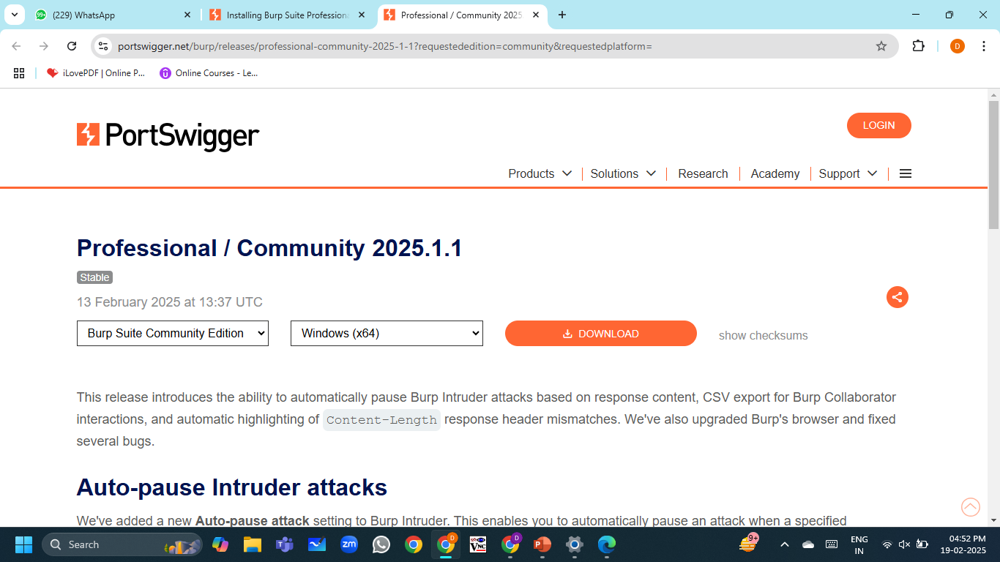 99+ (229) WhatsApp
Installing Burp Suite Professiona
Professional / Community 2025
portswigger.net/burp/releases/professional-community-2025-1-1?requestededition=community&requestedplatform=
D
iLovePDF | Online P...
Online Courses - Le...
PortSwigger
LOGIN
Products
Solutions
Research
Academy
Support
Professional / Community 2025.1.1
Stable
13 February 2025 at 13:37 UTC
Burp Suite Community Edition
Windows (x64)
DOWNLOAD
show checksums
This release introduces the ability to automatically pause Burp Intruder attacks based on response content, CSV export for Burp Collaborator
interactions, and automatic highlighting of Content-Length response header mismatches. We've also upgraded Burp's browser and fixed
several bugs.
Auto-pause Intruder attacks
We've added a new Auto-pause attack setting to Burp Intruder. This enables you to automatically pause an attack when a specified
Search
zm
D
VNC
D
9+
ENG
IN
04:52 PM
19-02-2025